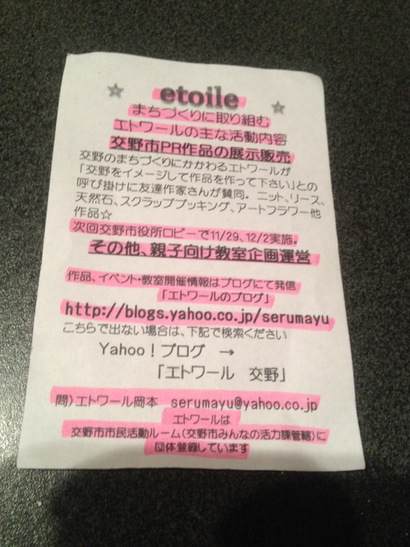 ☆ etoile ☆
まちづくりに取り組む
エトワールの主な活動内容
交野市PR作品の展示販売
交野のまちづくりにかかわるエトワールが
「交野をイメージして作品を作って下さい」との
呼び掛けに友達作家さんが賛同。ニット、リース、
天然石、スクラップブッキング、アートフラワー他
作品☆
次回交野市役所ロビーで11/29、12/2実施。
その他、親子向け教室企画運営
作品、イベント・教室開催情報はブログにて発信
「エトワールのブログ」
http://blogs.yahoo.co.jp/serumayu
こちらで出ない場合は、下記で検索ください
Yahoo!ブログ →
「エトワール 交野」
問)エトワール岡本 serumayu@yahoo.co.jp
エトワールは
交野市市民活動ルーム(交野市みんなの活力課管轄)に
団体登録しています